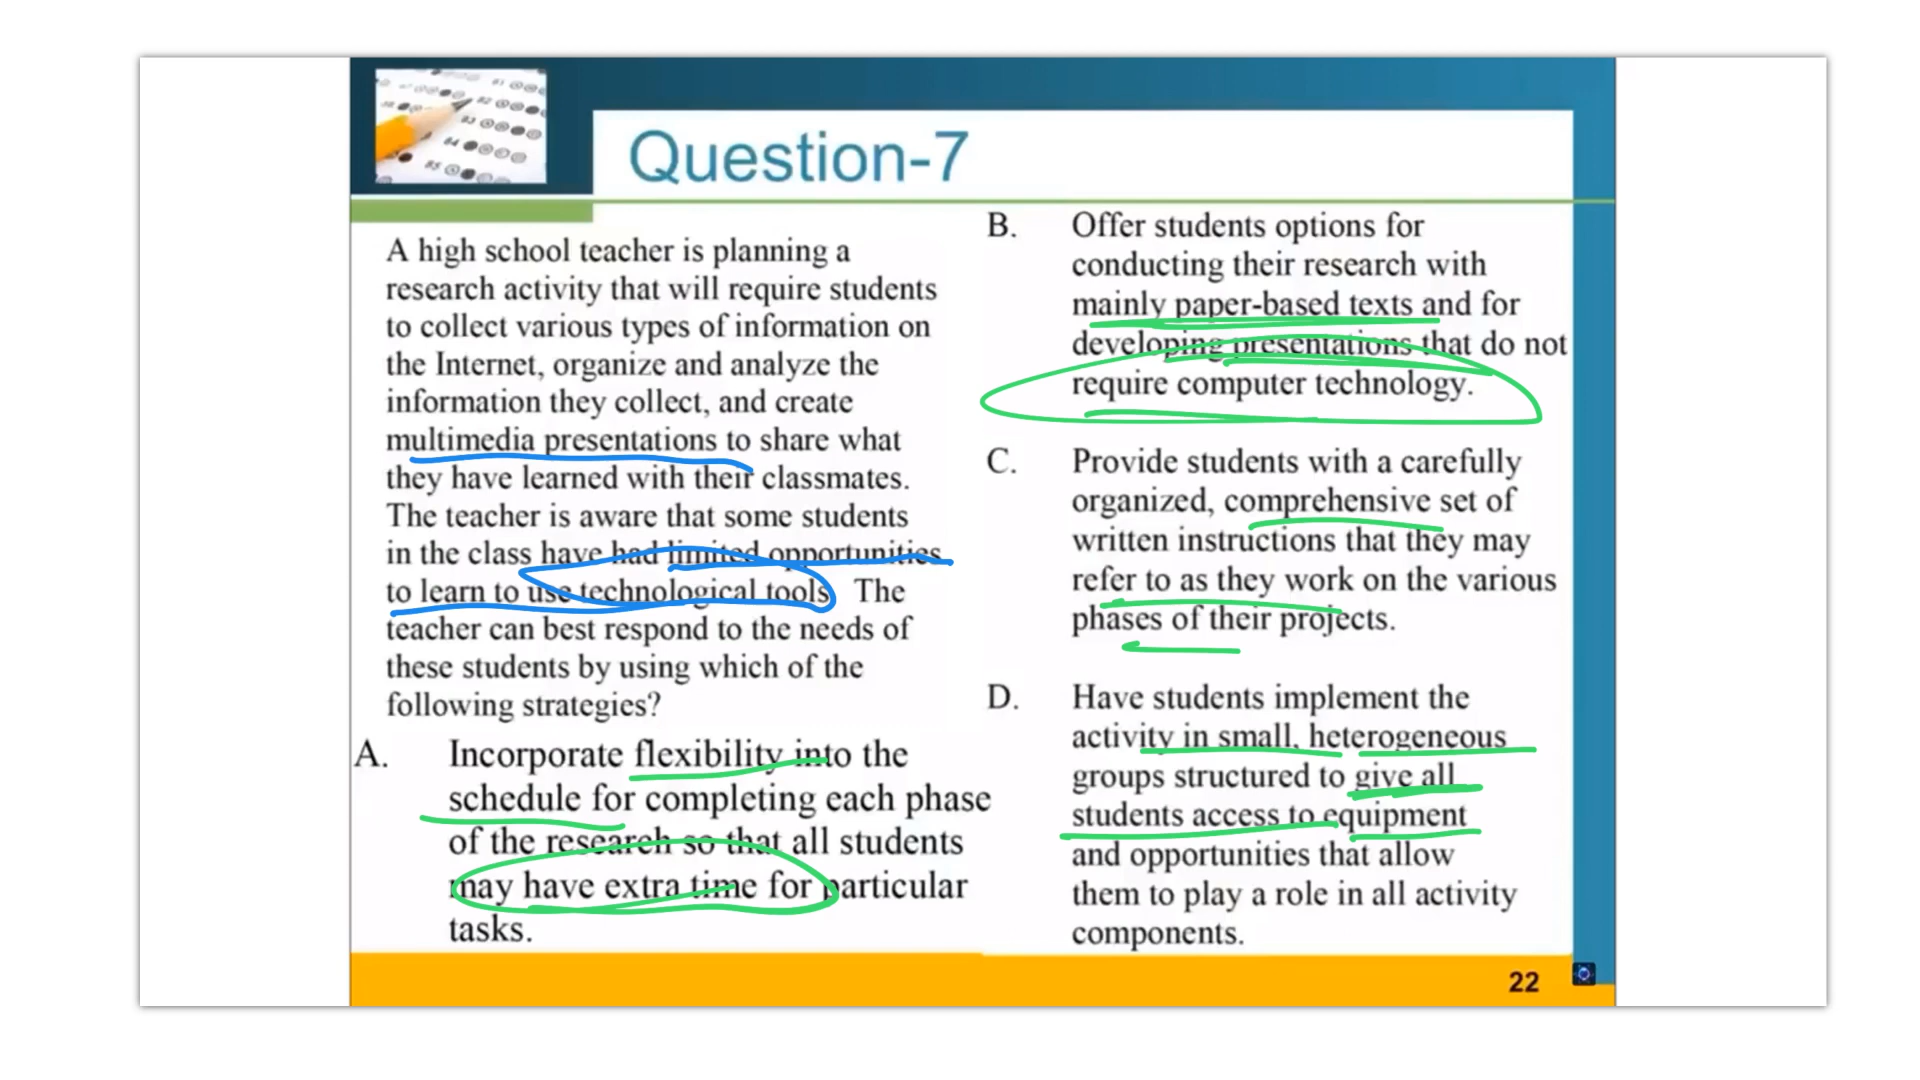 Question-7
A high school teacher is planning a
research activity that will require students
to collect various types of information on
the Internet, organize and analyze the
information they collect, and create
multimedia presentations to share what
they have learned with their classmates.
The teacher is aware that some students
in the class have had limited opportunities
to learn to use technological tools The
teacher can best respond to the needs of
these students by using which of the
following strategies?
A. Incorporate flexibility into the
schedule for completing each phase
of the research so that all students
may have extra time for particular
tasks.
B. Offer students options for
conducting their research with
mainly paper-based texts and for
developing presentations that do not
require computer technology.
C. Provide students with a carefully
organized, comprehensive set of
written instructions that they may
refer to as they work on the various
phases of their projects.
D. Have students implement the
activity in small, heterogeneous
groups structured to give all
students access to equipment
and opportunities that allow
them to play a role in all activity
components.
22